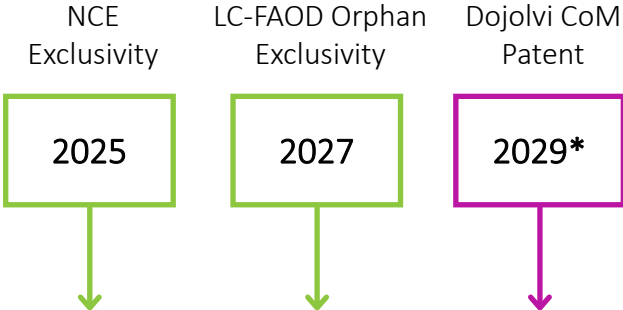 NCE
Exclusivity
LC-FAOD Orphan
Exclusivity
Dojolvi CoM
Patent
2025
2027
2029*